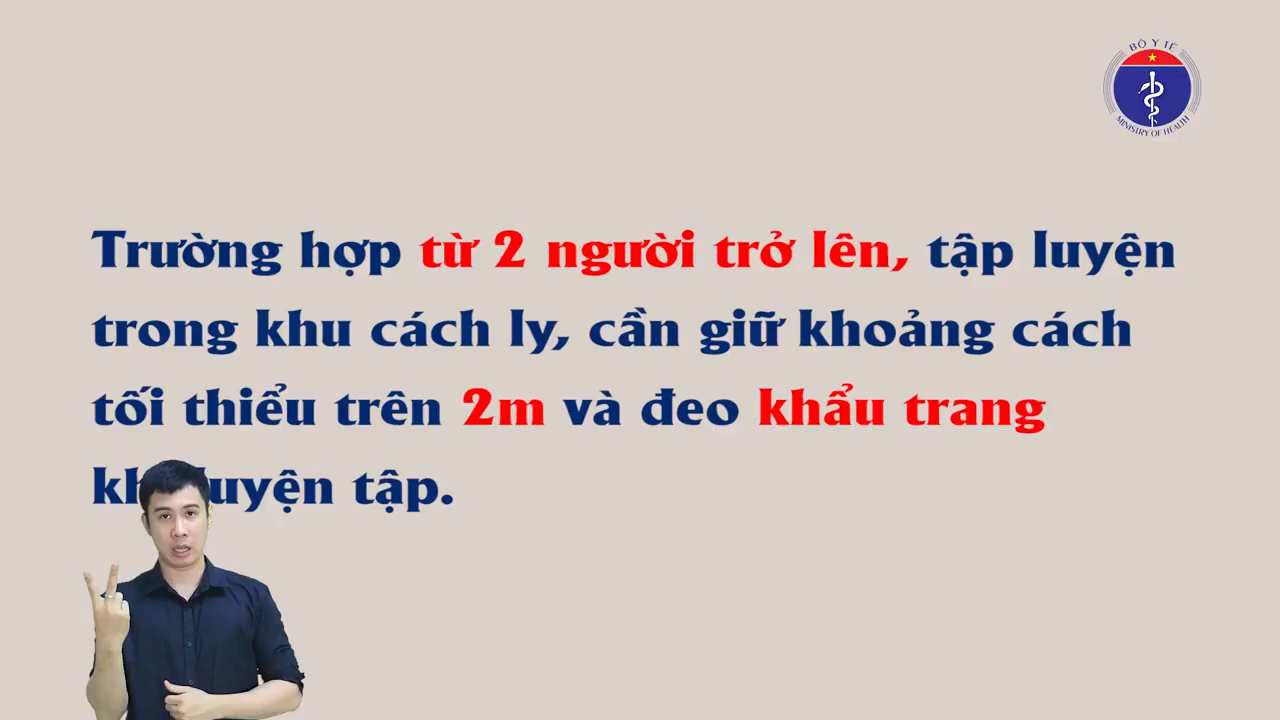 BỘ Y TẾ
MINISTRY OF HEALTH
Trường hợp từ 2 người trở lên, tập luyện
trong khu cách ly, cần giữ khoảng cách
tối thiểu trên 2m và đeo khẩu trang
luyện tập.